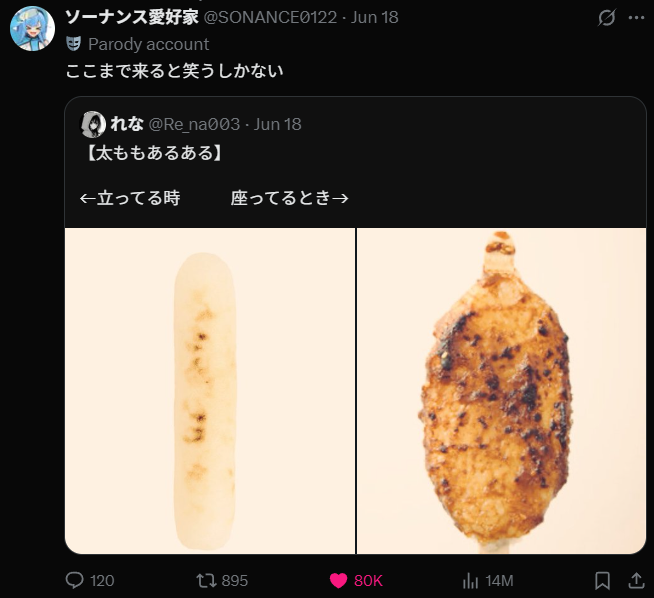 ソーナンス愛好家 @SONANCE0122 · Jun 18
Parody account
ここまで来ると笑うしかない
れな @Re_na003 · Jun 18
【太ももあるある】
←立ってる時 座ってるとき→
120 895 80K 14M